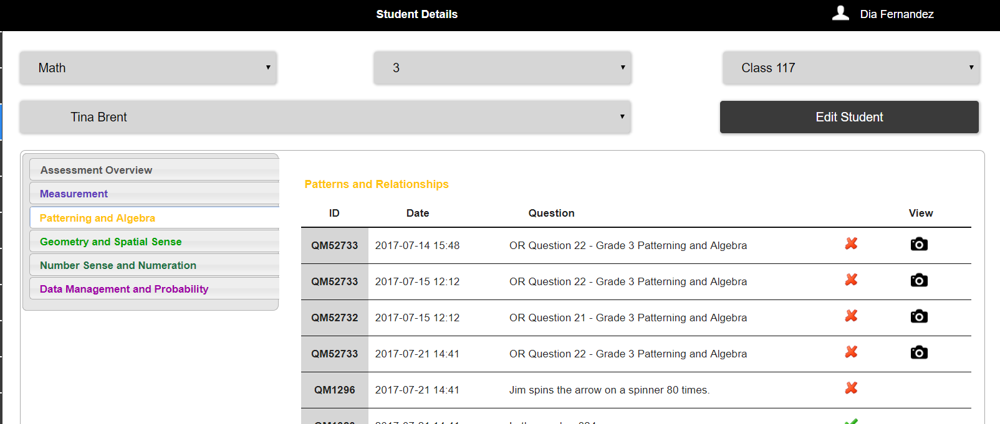 Student Details
Dia Fernandez
Math
3
Class 117
Tina Brent
Edit Student
Assessment Overview
Measurement
Patterning and Algebra
Geometry and Spatial Sense
Number Sense and Numeration
Data Management and Probability
Patterns and Relationships
ID Date Question View
QM52733 2017-07-14 15:48 OR Question 22 - Grade 3 Patterning and Algebra
QM52733 2017-07-15 12:12 OR Question 22 - Grade 3 Patterning and Algebra
QM52732 2017-07-15 12:12 OR Question 21 - Grade 3 Patterning and Algebra
QM52733 2017-07-21 14:41 OR Question 22 - Grade 3 Patterning and Algebra
QM1296 2017-07-21 14:41 Jim spins the arrow on a spinner 80 times.
2017-07-21 14:41